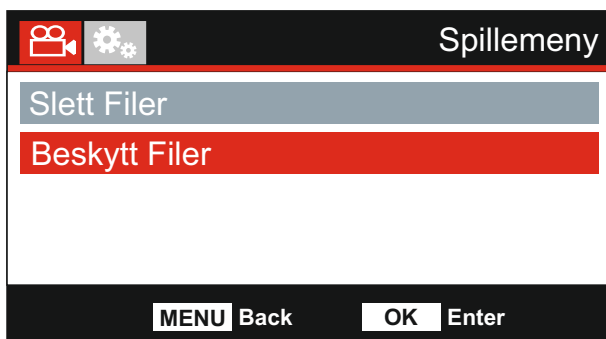 Spillemeny
Slett Filer
Beskytt Filer
MENU Back OK Enter